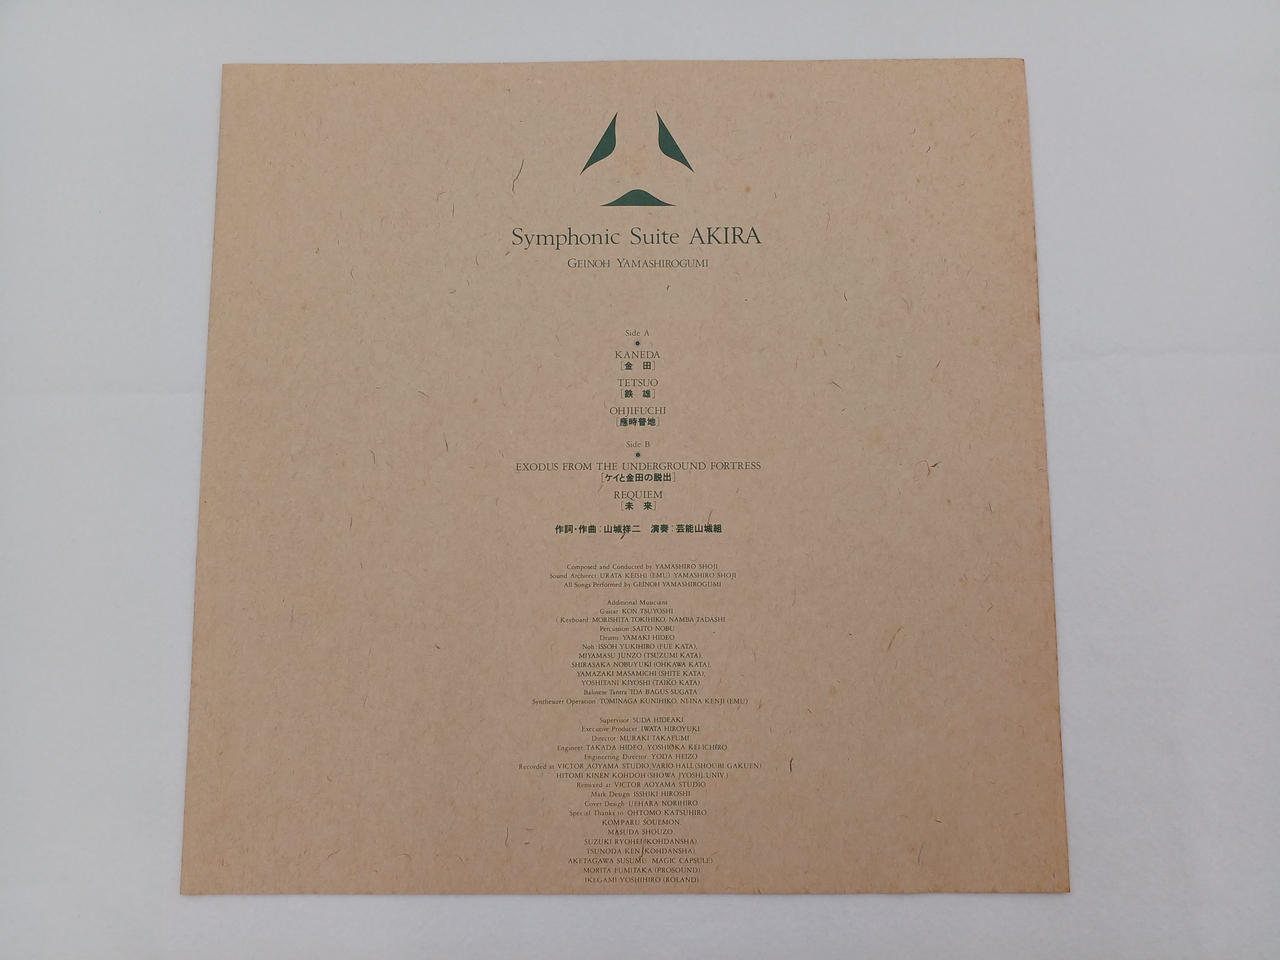 Symphonic Suite AKIRA
GEINOH YAMASHIROGUMI
Side A
KANEDA
[金 田]
TETSUO
[鉄 雄]
OHJIFUCHI
[應時普地]
Side B
EXODUS FROM THE UNDERGROUND FORTRESS
[ケイと金田の脱出]
REQUIEM
[未 来]
作詞・作曲:山城祥二 演奏:芸能山城組
Composed and Conducted by YAMASHIRO SHOJI
Sound Architect: URATA KEISHI (EMU) YAMASHIRO SHOJI
All Songs Performed by GEINOH YAMASHIROGUMI
Additional Musicians
Guitar: KON TSUYOSHI
Keyboard: MORISHITA TOKIHIKO, NAMBA TADASHI
Percussion: SAITO NOBU
Drums: YAMAKI HIDEO
Noh: ISSOH YUKIHIRO (FUE KATA),
MIYAMASU JUNZO (TSUZUMI KATA),
SHIRASAKA NOBUYUKI (OHKAWA KATA),
YAMAZAKI MASAMICHI (SHITE KATA),
YOSHITANI KIYOSHI (TAIKO KATA)
Balinese Tantra: IDA BAGUS SUGATA
Synthesizer Operation: TOMINAGA KUNIHIKO, NI-INA KENJI (EMU)
Supervisor: SUDA HIDEAKI
Executive Producer: IWATA HIROYUKI
Director: MURAKI TAKAFUMI
Engineer: TAKADA HIDEO, YOSHIOKA KEI-ICHIRO
Engineering Director: YODA HEIZO
Recorded at VICTOR AOYAMA STUDIO, VARIO HALL (SHOUBI GAKUEN)
HITOMI KINEN KOHDOH (SHOWA JYOSHI UNIV.)
Remixed at VICTOR AOYAMA STUDIO
Mark Design: ISSHIKI HIROSHI
Cover Design: UEHARA NORIHIRO
Special Thanks to OHTOMO KATSUHIRO
KOMPARU SOUEMON,
MASUDA SHOUZO,
SUZUKI RYOHEI (KOHDANSHA)
TSUNODA KEN (KOHDANSHA),
AKETAGAWA SUSUMU (MAGIC CAPSULE)
MORITA FUMITAKA (PROSOUND)
IKEGAMI YOSHIHIRO (ROLAND)